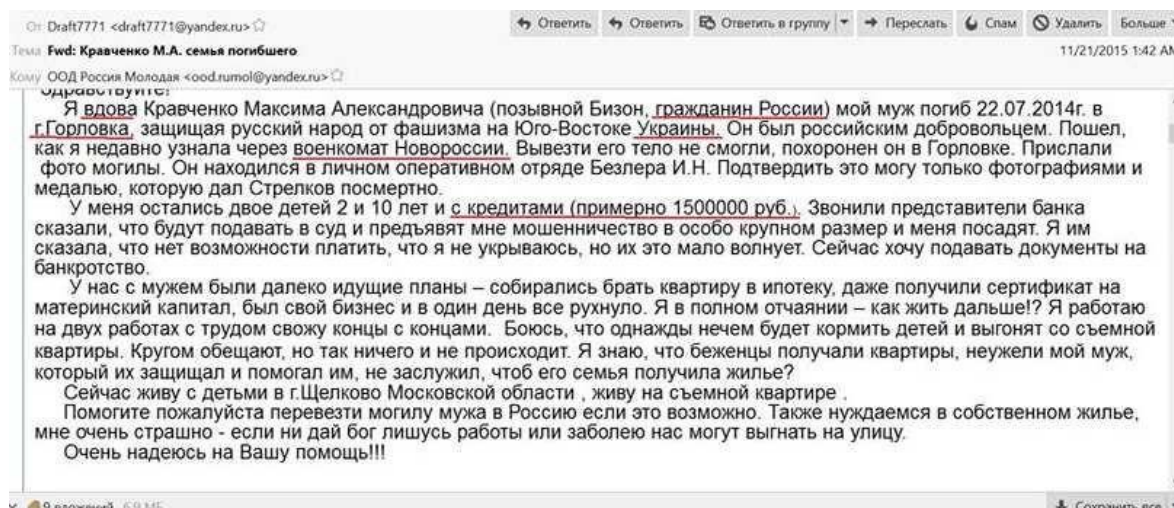 От Draft7771 <draft7771@yandex.ru>
Ответить Ответить Ответить в группу Переслать Спам Удалить Больше
Тема Fwd: Кравченко М.А. семья погибшего
11/21/2015 1:42 AM
Кому ООД Россия Молодая <ood.rumol@yandex.ru>
Здравствуйте!
Я вдова Кравченко Максима Александровича (позывной Бизон, гражданин России) мой муж погиб 22.07.2014г. в
г.Горловка, защищая русский народ от фашизма на Юго-Востоке Украины. Он был российским добровольцем. Пошел,
как я недавно узнала через военкомат Новороссии. Вывезти его тело не смогли, похоронен он в Горловке. Прислали
фото могилы. Он находился в личном оперативном отряде Безлера И.Н. Подтвердить это могу только фотографиями и
медалью, которую дал Стрелков посмертно.
У меня остались двое детей 2 и 10 лет и с кредитами (примерно 1500000 руб.). Звонили представители банка
сказали, что будут подавать в суд и предъявят мне мошенничество в особо крупном размер и меня посадят. Я им
сказала, что нет возможности платить, что я не укрываюсь, но их это мало волнует. Сейчас хочу подавать документы на
банкротство.
У нас с мужем были далеко идущие планы – собирались брать квартиру в ипотеку, даже получили сертификат на
материнский капитал, был свой бизнес и в один день все рухнуло. Я в полном отчаянии – как жить дальше!? Я работаю
на двух работах с трудом свожу концы с концами. Боюсь, что однажды нечем будет кормить детей и выгонят со съемной
квартиры. Кругом обещают, но так ничего и не происходит. Я знаю, что беженцы получали квартиры, неужели мой муж,
который их защищал и помогал им, не заслужил, чтоб его семья получила жилье?
Сейчас живу с детьми в г.Щелково Московской области , живу на съемной квартире .
Помогите пожалуйста перевезти могилу мужа в Россию если это возможно. Также нуждаемся в собственном жилье,
мне очень страшно - если ни дай бог лишусь работы или заболею нас могут выгнать на улицу.
Очень надеюсь на Вашу помощь!!!
9 вложений 6,9 МБ
Сохранить все